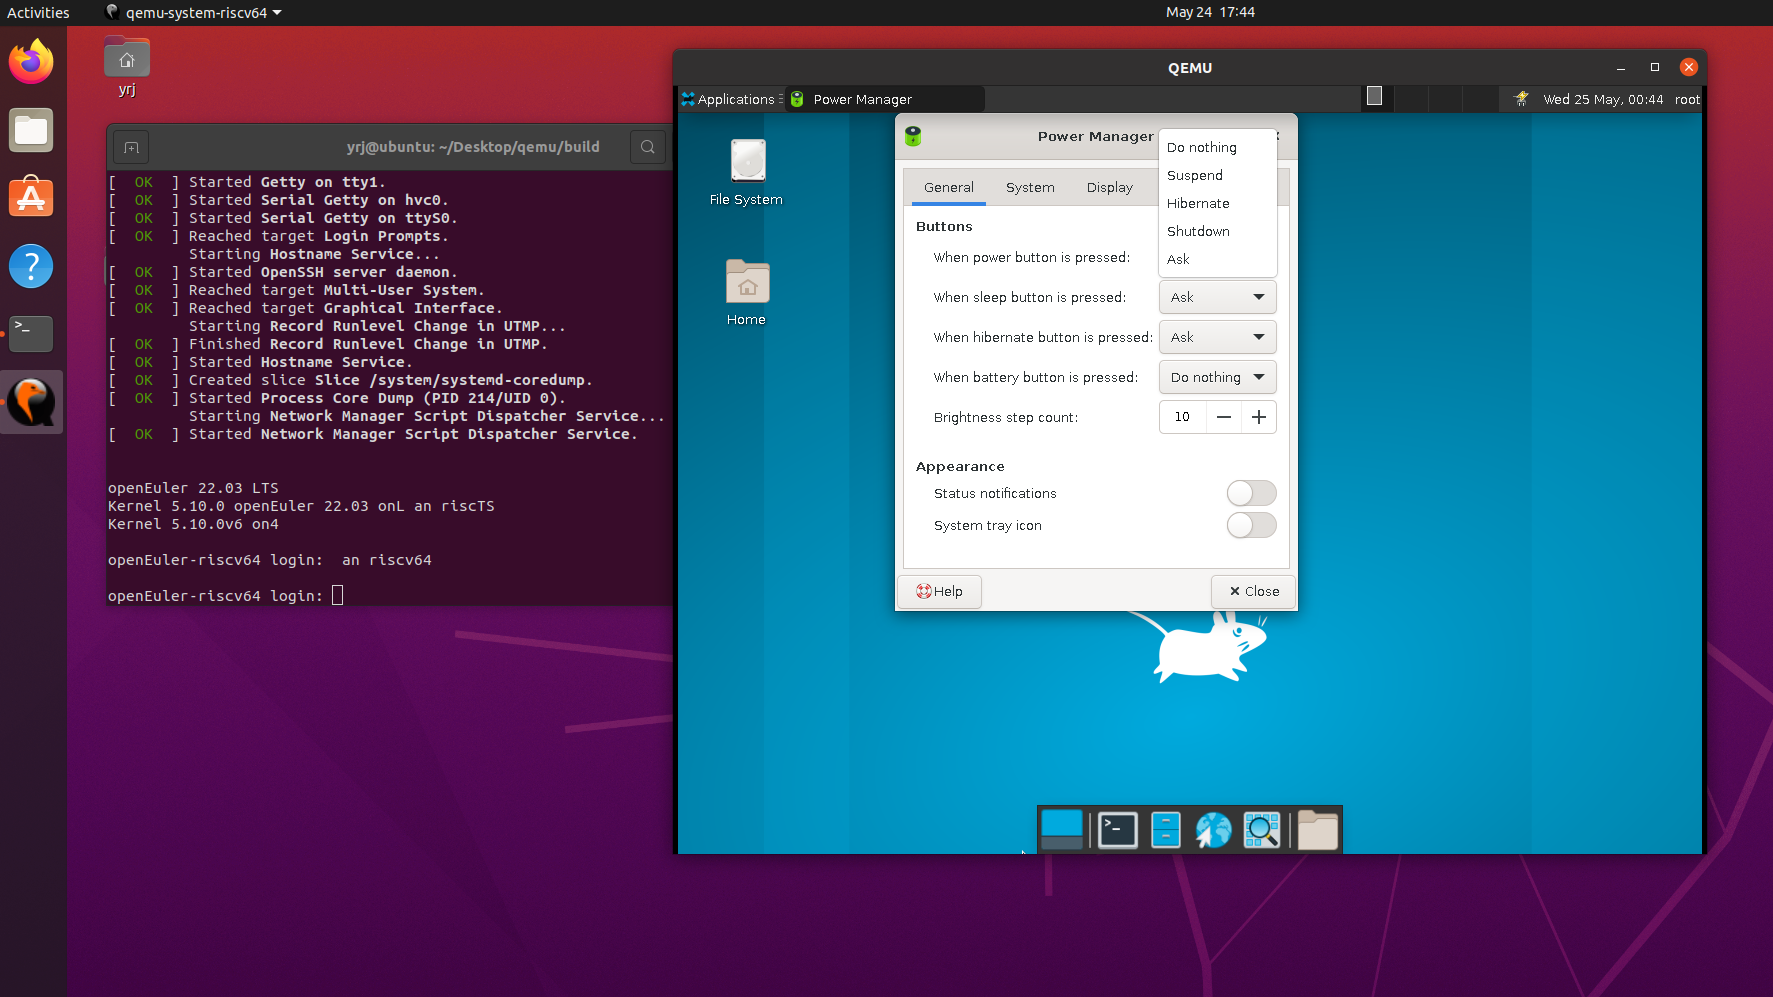 Activities
qemu-system-riscv64
May 24 17:44
yrj
yrj@ubuntu: ~/Desktop/qemu/build
[  OK  ] Started Getty on tty1.
[  OK  ] Started Serial Getty on hvc0.
[  OK  ] Started Serial Getty on ttyS0.
[  OK  ] Reached target Login Prompts.
         Starting Hostname Service...
[  OK  ] Started OpenSSH server daemon.
[  OK  ] Reached target Multi-User System.
[  OK  ] Reached target Graphical Interface.
         Starting Record Runlevel Change in UTMP...
[  OK  ] Finished Record Runlevel Change in UTMP.
[  OK  ] Started Hostname Service.
[  OK  ] Created slice Slice /system/systemd-coredump.
[  OK  ] Started Process Core Dump (PID 214/UID 0).
         Starting Network Manager Script Dispatcher Service...
[  OK  ] Started Network Manager Script Dispatcher Service.
openEuler 22.03 LTS
Kernel 5.10.0 openEuler 22.03 onL an riscTS
Kernel 5.10.0v6 on4
openEuler-riscv64 login:  an riscv64
openEuler-riscv64 login:
QEMU
Applications
Power Manager
Wed 25 May, 00:44
root
File System
Home
Power Manager
General
System
Display
Buttons
When power button is pressed:
Do nothing
Suspend
Hibernate
Shutdown
Ask
When sleep button is pressed:
Ask
When hibernate button is pressed:
Ask
When battery button is pressed:
Do nothing
Brightness step count:
10
Appearance
Status notifications
System tray icon
Help
Close